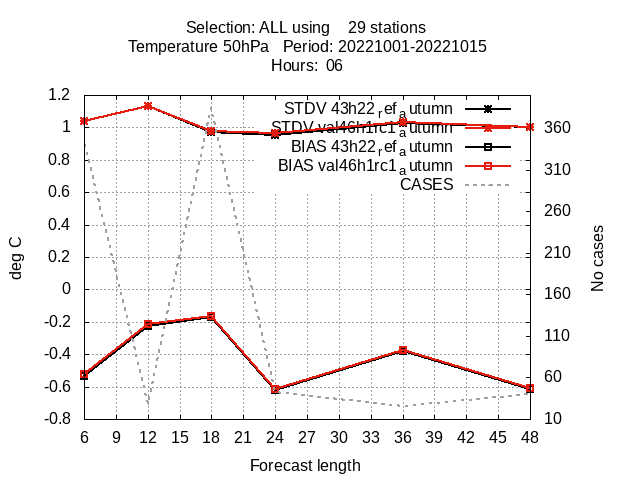 Selection: ALL using    29 stations
Temperature 50hPa   Period: 20221001-20221015
Hours:  06
1.2
1
0.8
0.6
0.4
0.2
0
-0.2
-0.4
-0.6
-0.8
deg C
STDV 43h22_ref_autumn
STDV val46h1rc1_autumn
BIAS 43h22_ref_autumn
BIAS val46h1rc1_autumn
CASES
360
310
260
210
160
110
60
10
No cases
6 9 12 15 18 21 24 27 30 33 36 39 42 45 48
Forecast length